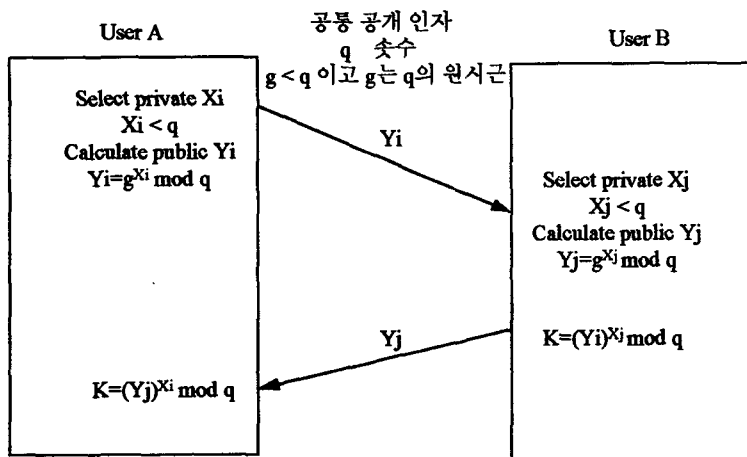 User A
공통 공개 인자
q 솟수
g < q 이고 g는 q의 원시근
User B
Select private Xi
Xi < q
Calculate public Yi
Yi=g^Xi mod q
Yi
Select private Xj
Xj < q
Calculate public Yj
Yj=g^Xj mod q
Yj
K=(Yi)^Xj mod q
K=(Yj)^Xi mod q